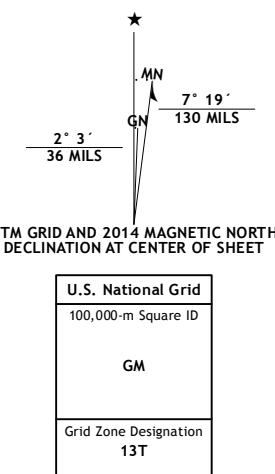 ★
MN
7° 19´
130 MILS
GN
2° 3´
36 MILS
TM GRID AND 2014 MAGNETIC NORTH
DECLINATION AT CENTER OF SHEET
U.S. National Grid
100,000-m Square ID
GM
Grid Zone Designation
13T